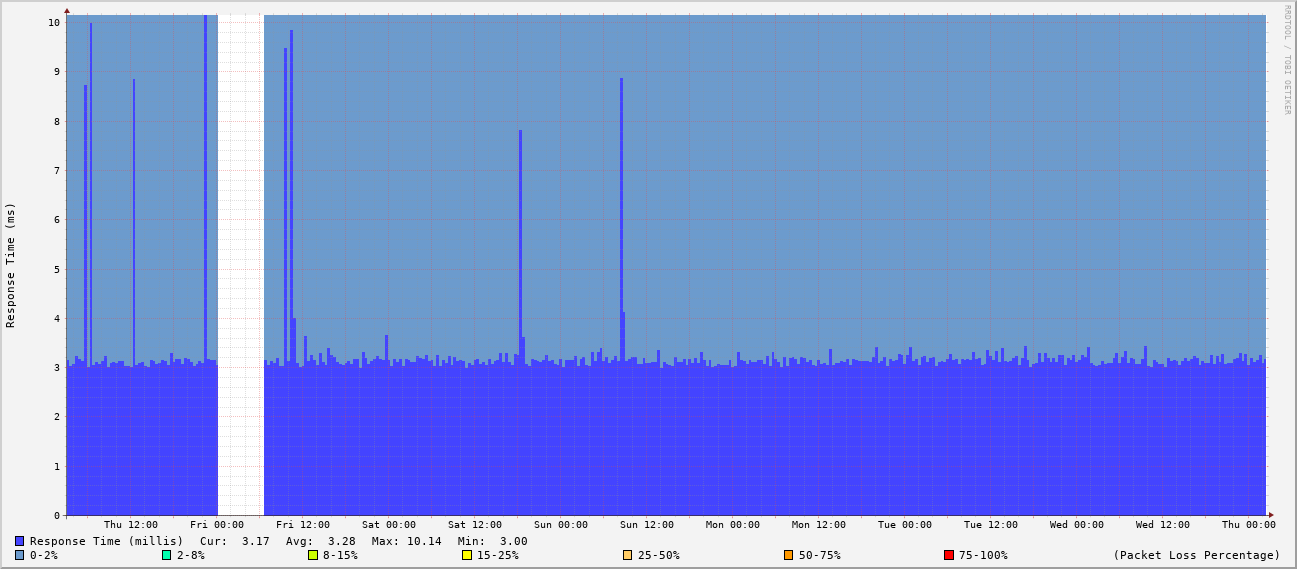 RRDTOOL / TOBI OETIKER
Response Time (ms)
10
9
8
7
6
5
4
3
2
1
0
Thu 12:00 Fri 00:00 Fri 12:00 Sat 00:00 Sat 12:00 Sun 00:00 Sun 12:00 Mon 00:00 Mon 12:00 Tue 00:00 Tue 12:00 Wed 00:00 Wed 12:00 Thu 00:00
Response Time (millis) Cur: 3.17 Avg: 3.28 Max: 10.14 Min: 3.00
0-2% 2-8% 8-15% 15-25% 25-50% 50-75% 75-100% (Packet Loss Percentage)